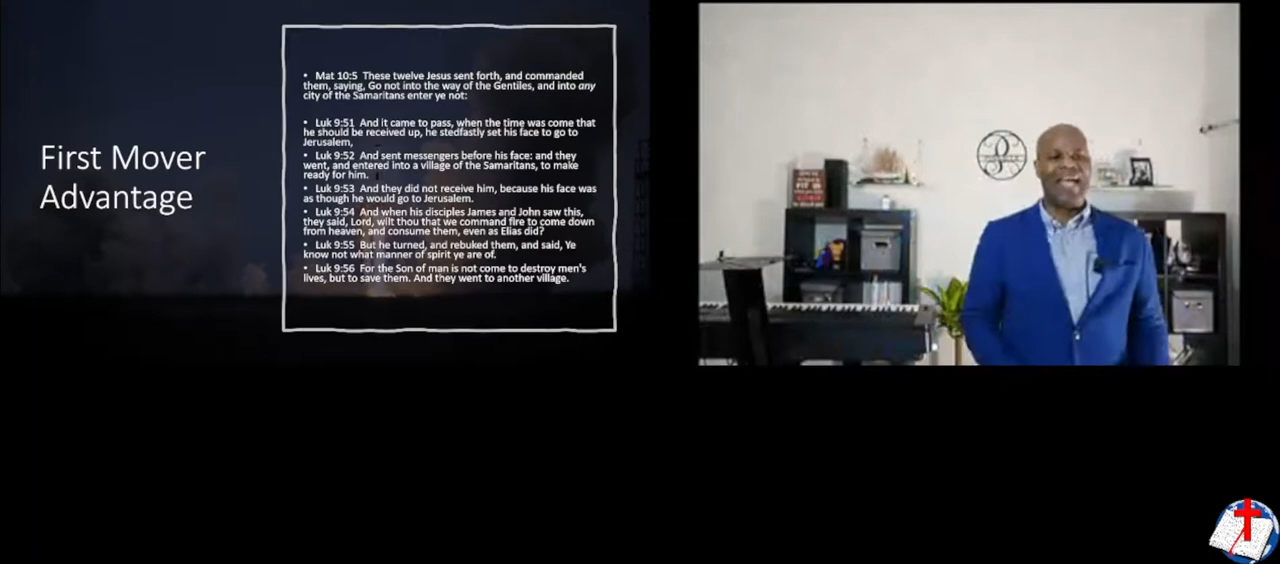 First Mover
Advantage
• Mat 10:5 These twelve Jesus sent forth, and commanded
them, saying, Go not into the way of the Gentiles, and into any
city of the Samaritans enter ye not:
• Luk 9:51 And it came to pass, when the time was come that
he should be received up, he stedfastly set his face to go to
Jerusalem,
• Luk 9:52 And sent messengers before his face: and they
went, and entered into a village of the Samaritans, to make
ready for him.
• Luk 9:53 And they did not receive him, because his face was
as though he would go to Jerusalem.
• Luk 9:54 And when his disciples James and John saw this,
they said, Lord, wilt thou that we command fire to come down
from heaven, and consume them, even as Elias did?
• Luk 9:55 But he turned, and rebuked them, and said, Ye
know not what manner of spirit ye are of.
• Luk 9:56 For the Son of man is not come to destroy men's
lives, but to save them. And they went to another village.